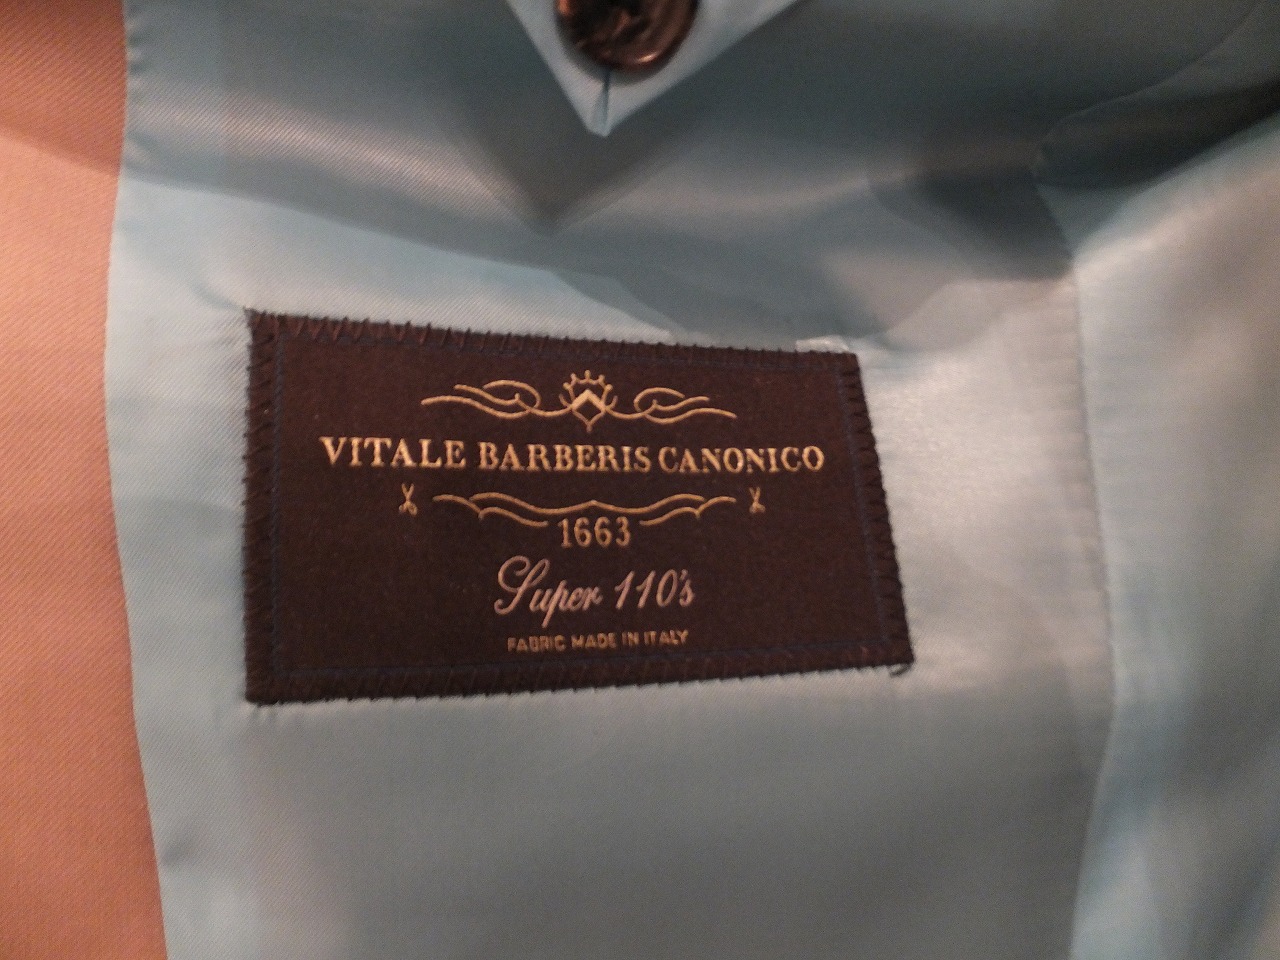 VITALE BARBERIS CANONICO
1663
Super 110's
FABRIC MADE IN ITALY